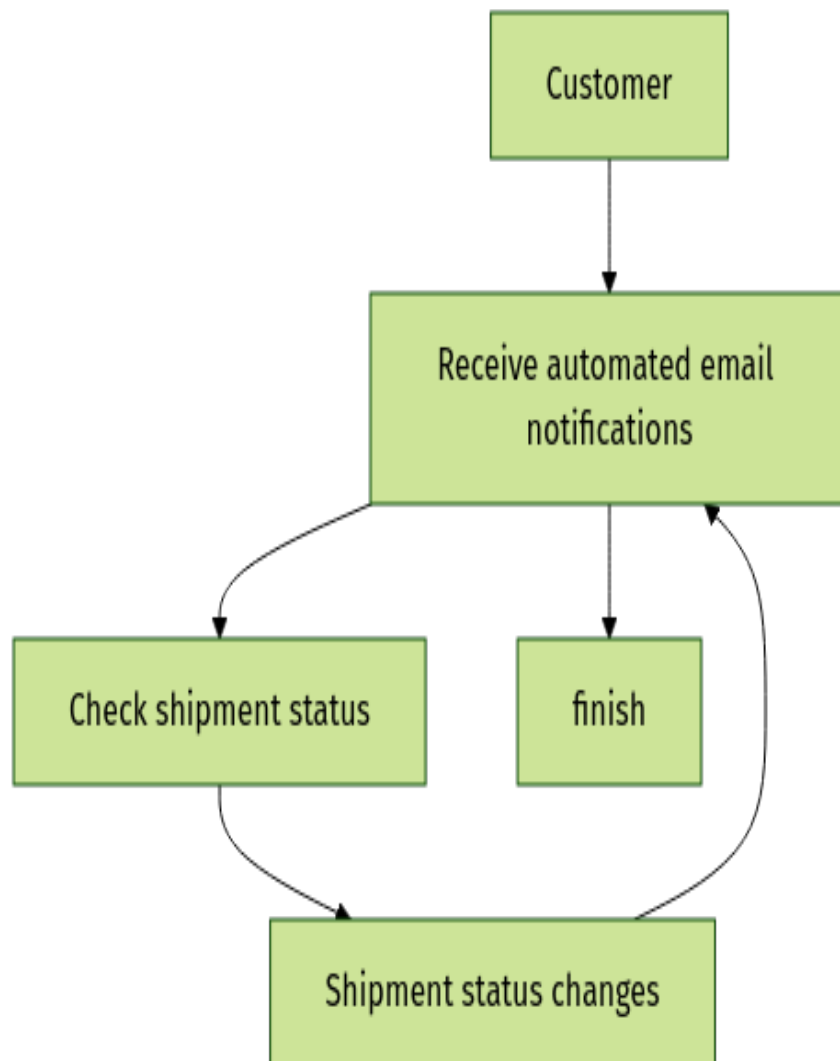 Customer
Receive automated email
notifications
Check shipment status
finish
Shipment status changes